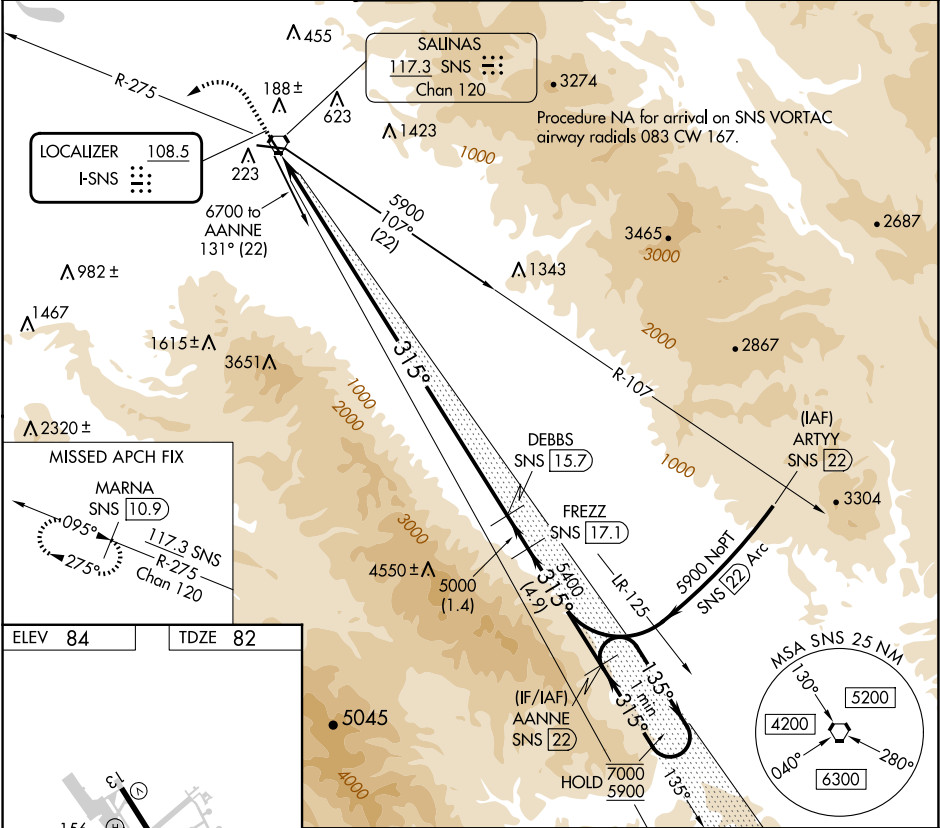 455
SALINAS
117.3 SNS
Chan 120
R-275
188±
623
3274
1423
Procedure NA for arrival on SNS VORTAC
airway radials 083 CW 167.
1000
LOCALIZER 108.5
I-SNS
223
6700 to
AANNE
131° (22)
5900
107°
(22)
2687
3465
3000
982 ±
1343
1467
1615±
3651
2000
2867
315°
1000
2000
R-107
2320 ±
(IAF)
ARTYY
SNS 22
DEBBS
SNS 15.7
1000
MISSED APCH FIX
MARNA
SNS 10.9
095°
117.3 SNS
R-275
275°
Chan 120
3304
3000
FREZZ
SNS 17.1
4550 ±
5000
(1.4)
5400
(4.9)
315°
LR-125
5900 NoPT
SNS 22 Arc
ELEV 84
TDZE 82
MSA SNS 25 NM
130°
5200
4200
040°
280°
6300
(IF/IAF)
AANNE
SNS 22
135°
1 min
315°
5045
4000
HOLD 7000
5900
135°
13
V
156
H